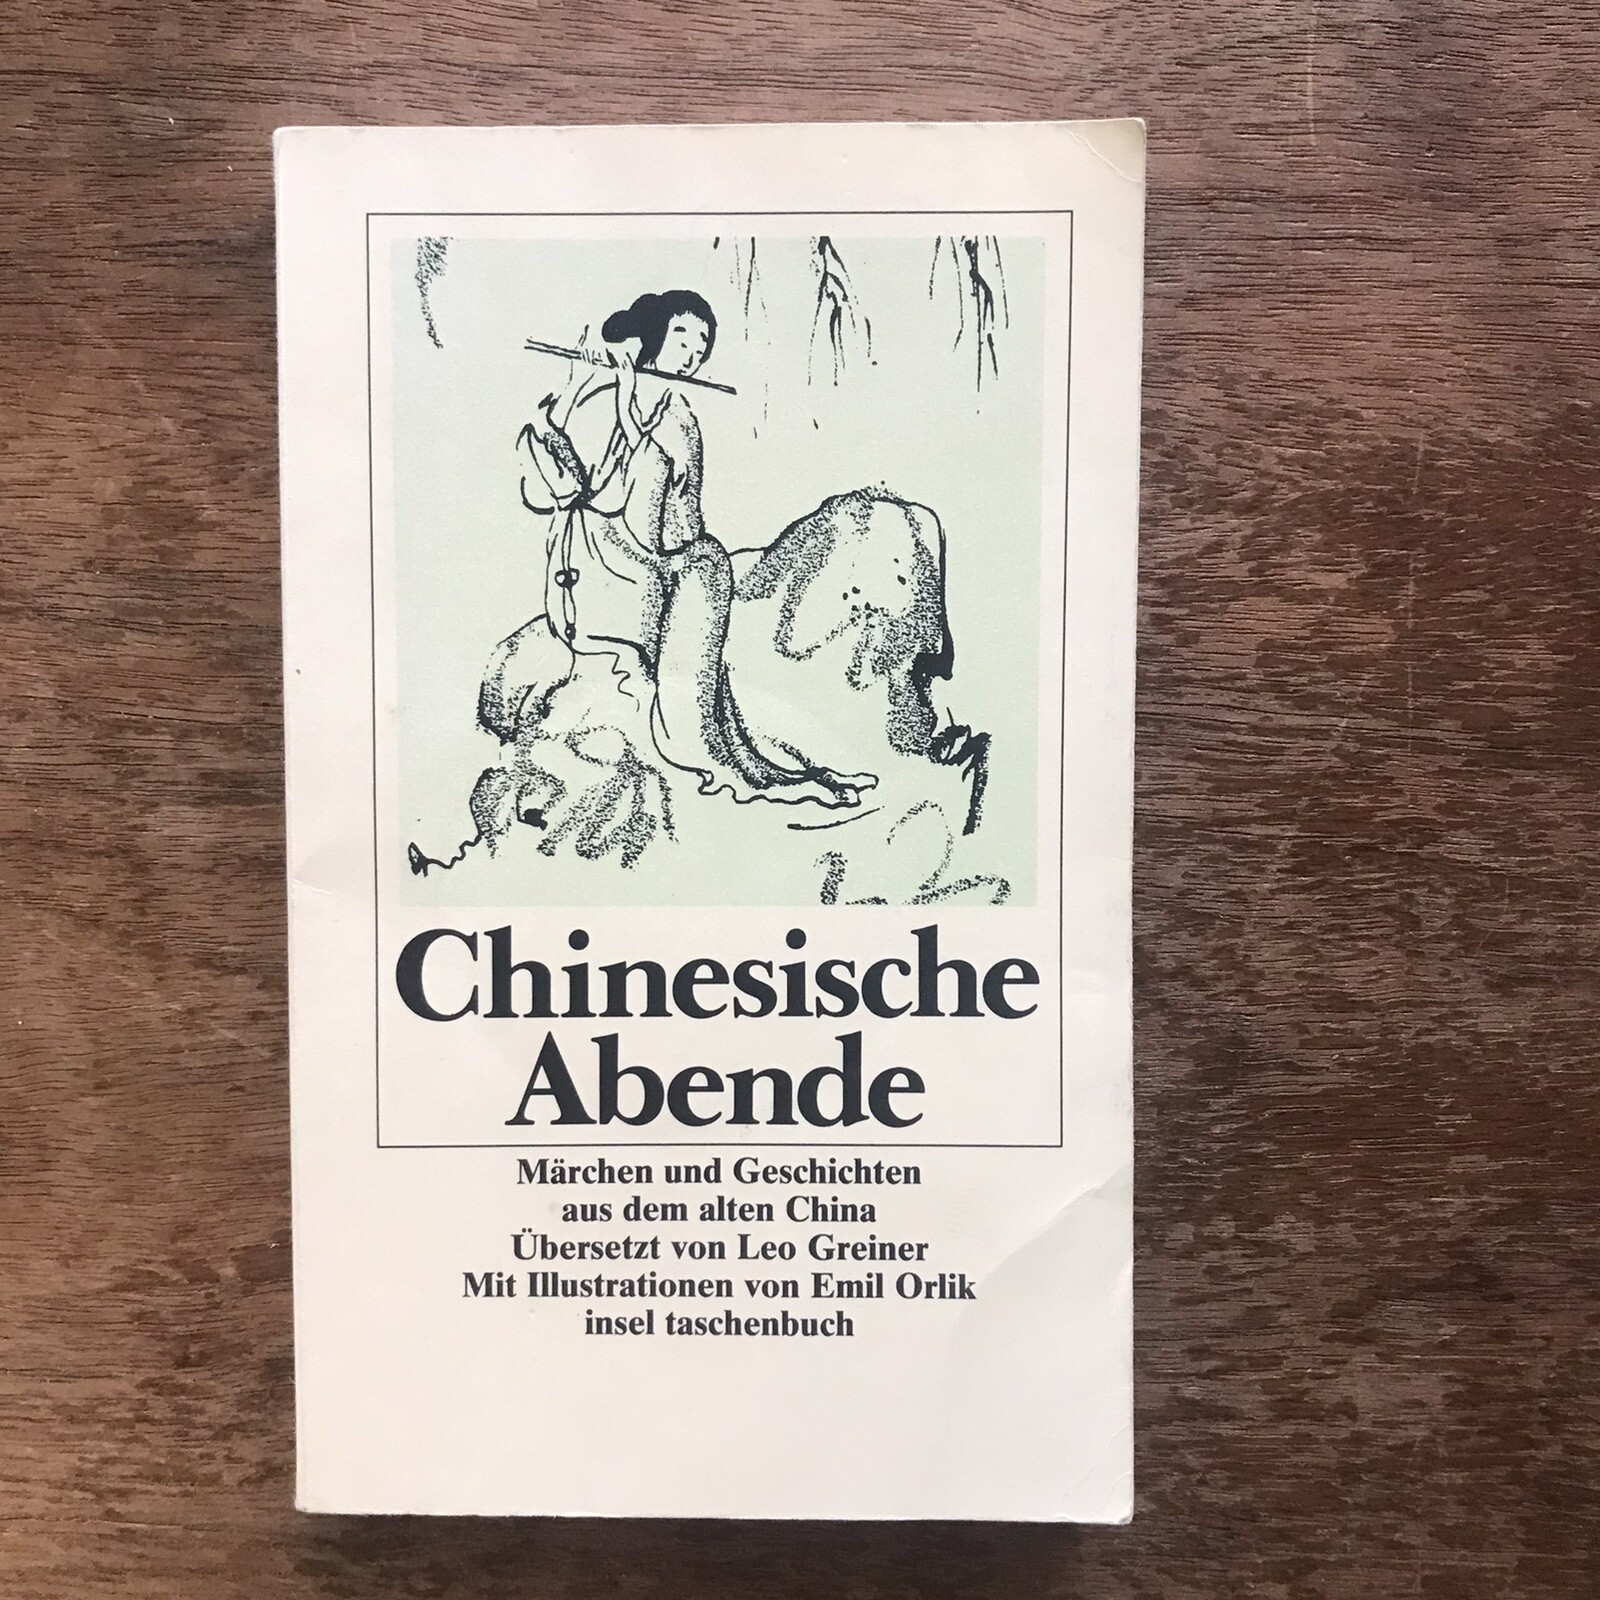 Chinesische
Abende
Märchen und Geschichten
aus dem alten China
Übersetzt von Leo Greiner
Mit Illustrationen von Emil Orlik
insel taschenbuch